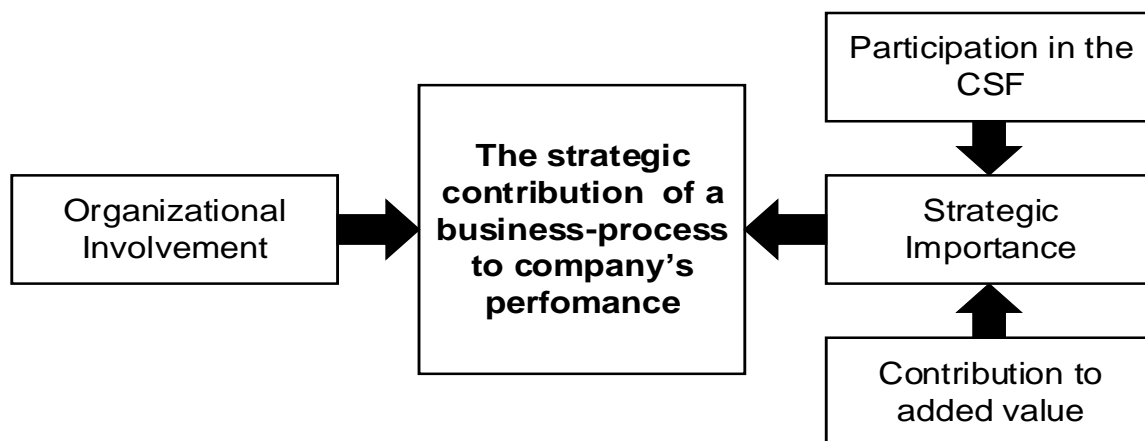 Participation in the
CSF
The strategic
contribution of a
business-process
to company's
perfomance
Organizational
Involvement
Strategic
Importance
Contribution to
added value